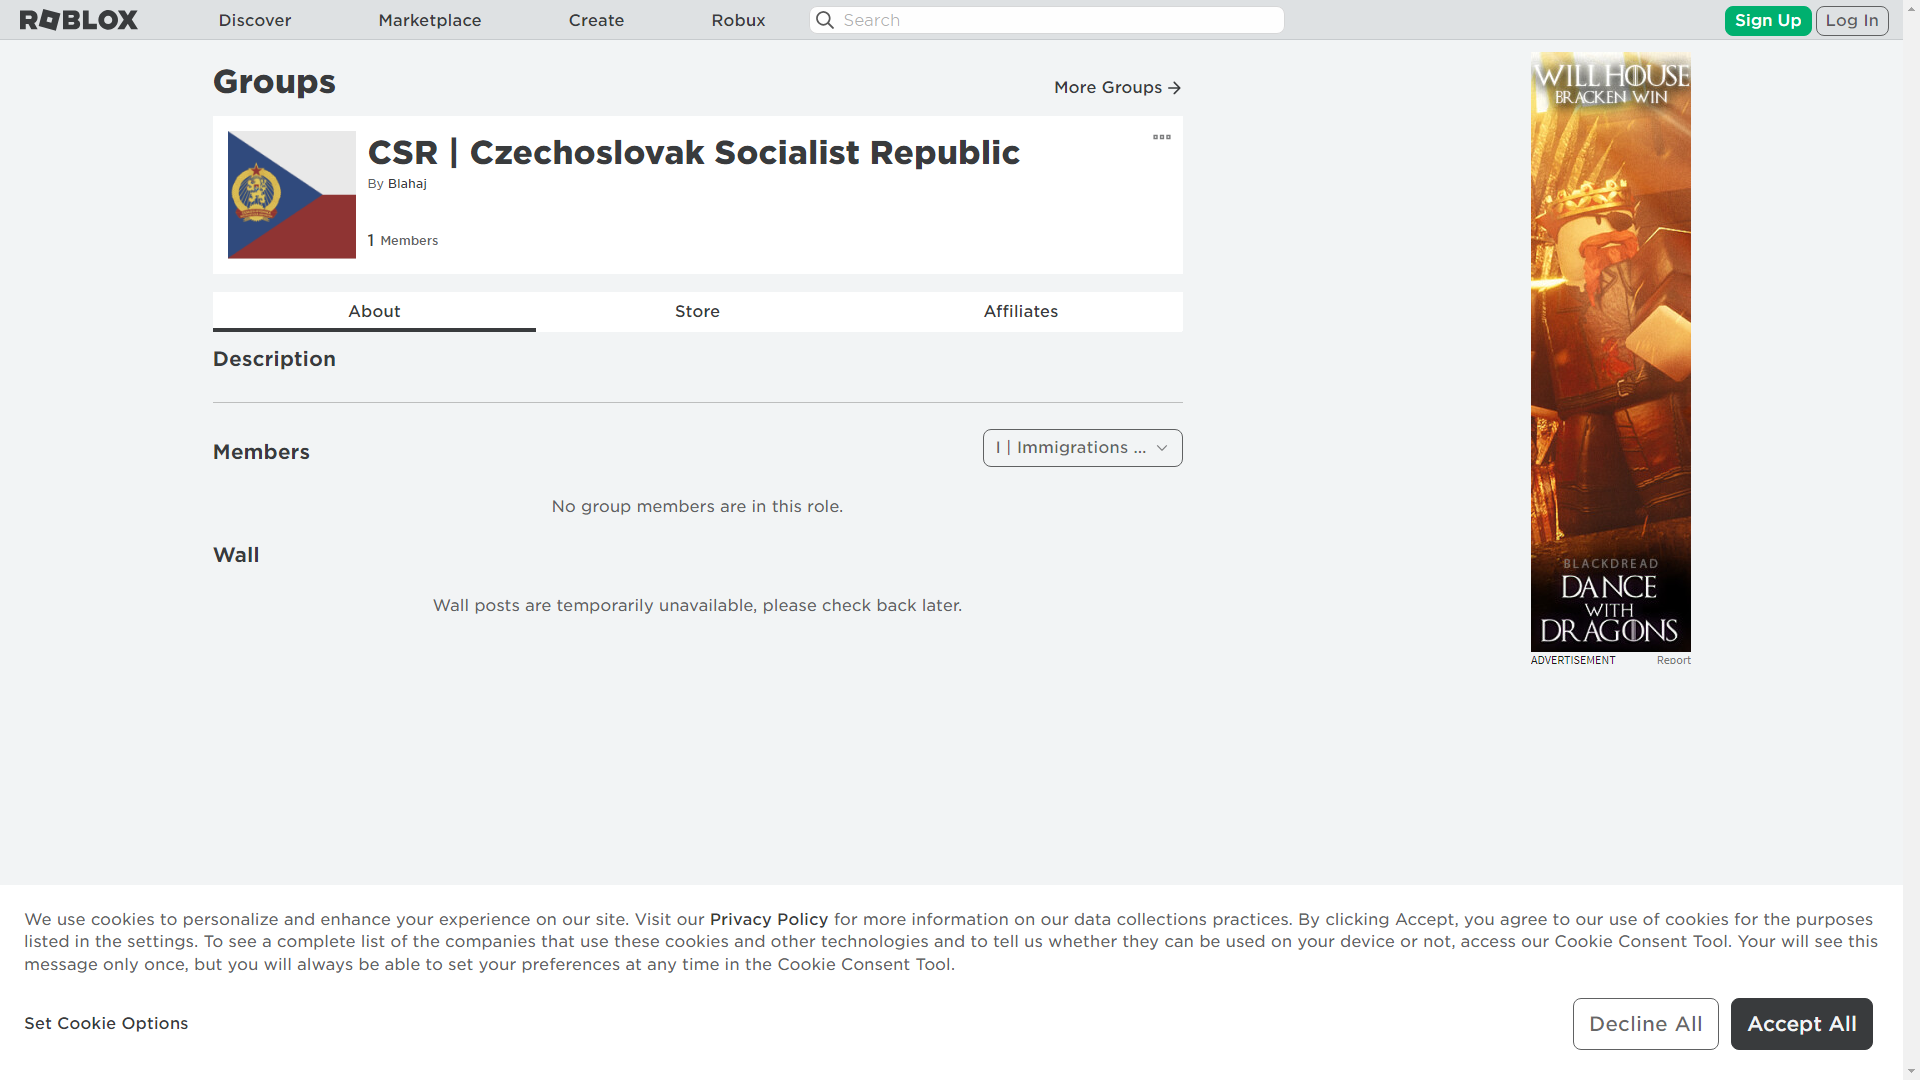 ROBLOX
Discover
Marketplace
Create
Robux
Search
Sign Up
Log In
Groups
More Groups
CSR | Czechoslovak Socialist Republic
By Blahaj
1 Members
About
Store
Affiliates
Description
Members
I | Immigrations ...
No group members are in this role.
Wall
Wall posts are temporarily unavailable, please check back later.
WILL HOUSE
BRACKEN WIN
BLACKDREAD
DANCE
WITH
DRAGONS
ADVERTISEMENT
Report
We use cookies to personalize and enhance your experience on our site. Visit our Privacy Policy for more information on our data collections practices. By clicking Accept, you agree to our use of cookies for the purposes
listed in the settings. To see a complete list of the companies that use these cookies and other technologies and to tell us whether they can be used on your device or not, access our Cookie Consent Tool. Your will see this
message only once, but you will always be able to set your preferences at any time in the Cookie Consent Tool.
Set Cookie Options
Decline All
Accept All